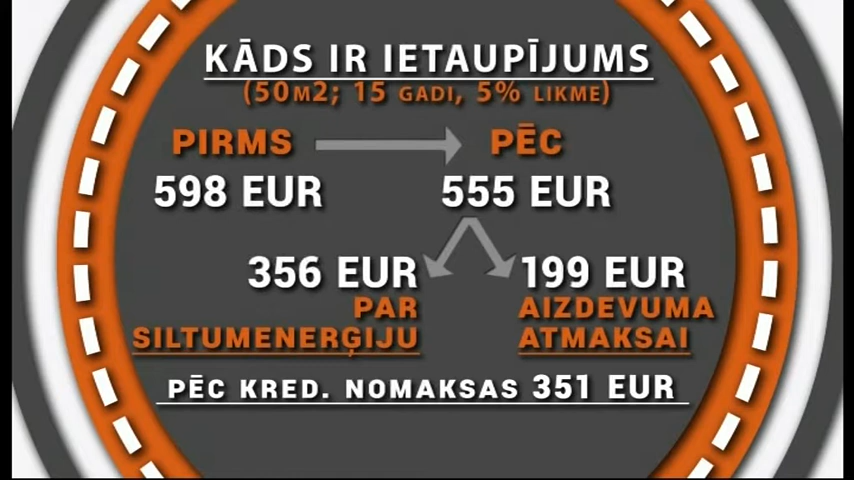 KĀDS IR IETAUPĪJUMS
(50M2; 15 GADI, 5% LIKME)
PIRMS PĒC
598 EUR 555 EUR
356 EUR 199 EUR
PAR AIZDEVUMA
SILTUMENERĢIJU ATMAKSAI
PĒC KRED. NOMAKSAS 351 EUR